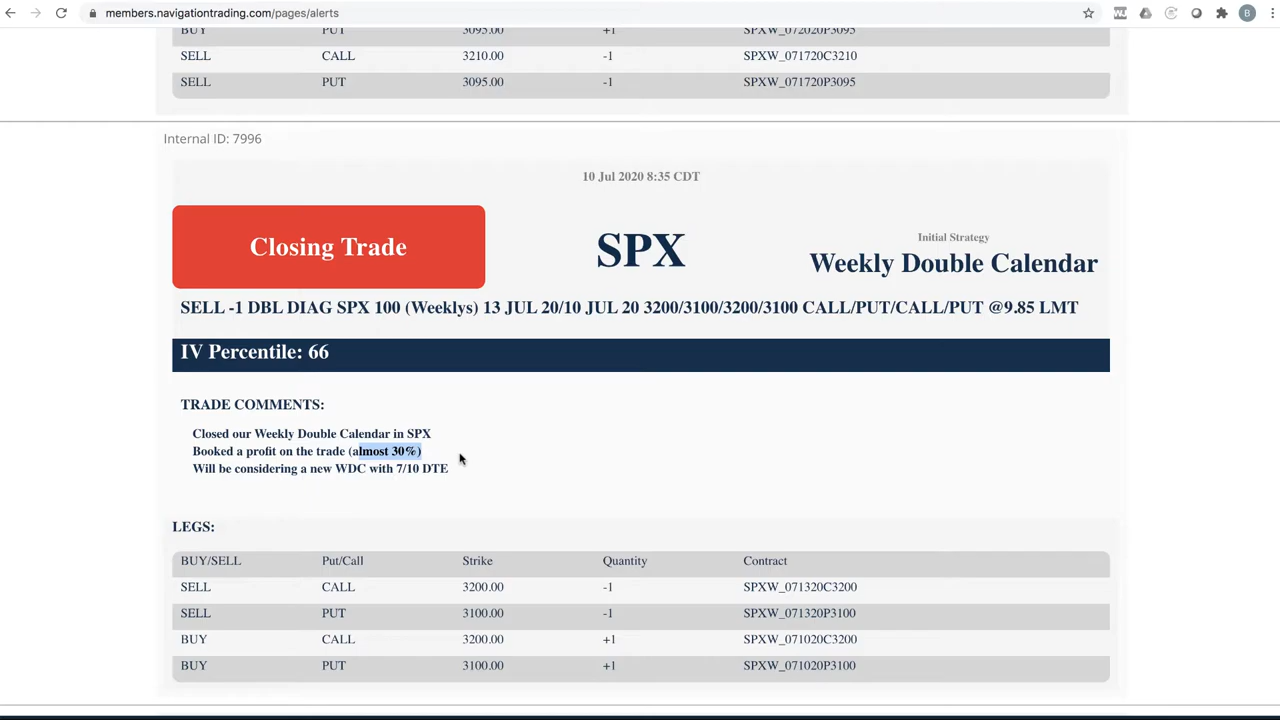 members.navigationtrading.com/pages/alerts
B
BUY PUT 3095.00 +1 SPXW_072020P3095
SELL CALL 3210.00 -1 SPXW_071720C3210
SELL PUT 3095.00 -1 SPXW_071720P3095
Internal ID: 7996
10 Jul 2020 8:35 CDT
Closing Trade
SPX
Initial Strategy
Weekly Double Calendar
SELL -1 DBL DIAG SPX 100 (Weeklys) 13 JUL 20/10 JUL 20 3200/3100/3200/3100 CALL/PUT/CALL/PUT @9.85 LMT
IV Percentile: 66
TRADE COMMENTS:
Closed our Weekly Double Calendar in SPX
Booked a profit on the trade (almost 30%)
Will be considering a new WDC with 7/10 DTE
LEGS:
BUY/SELL Put/Call Strike Quantity Contract
SELL CALL 3200.00 -1 SPXW_071320C3200
SELL PUT 3100.00 -1 SPXW_071320P3100
BUY CALL 3200.00 +1 SPXW_071020C3200
BUY PUT 3100.00 +1 SPXW_071020P3100